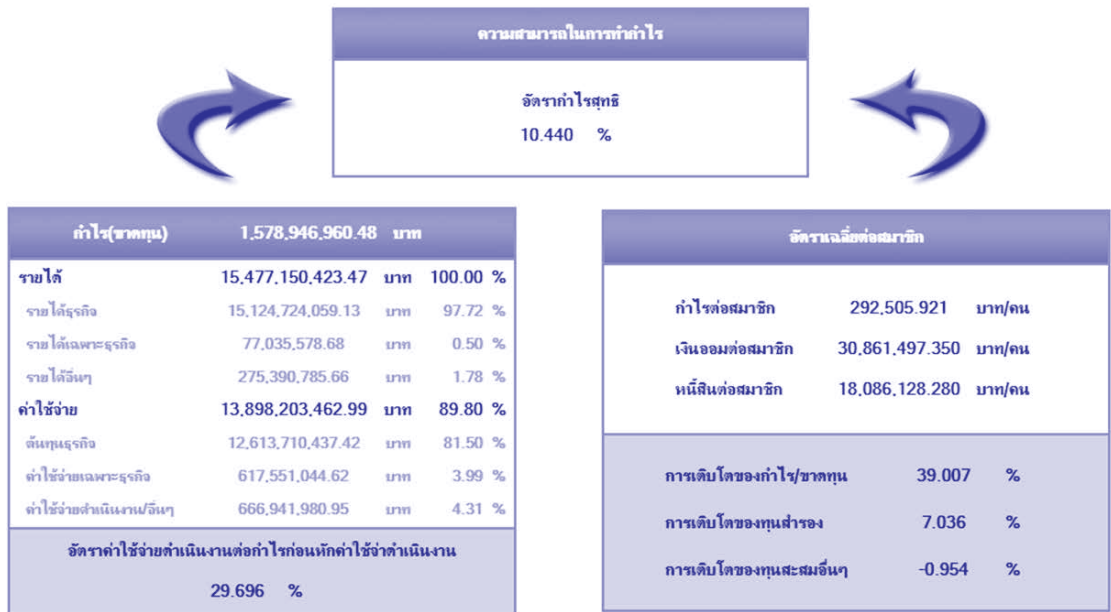 ความสามารถในการทำกำไร
อัตรากำไรสุทธิ
10.440 %
กำไร(ขาดทุน) 1,578,946,960.48 บาท
รายได้ 15,477,150,423.47 บาท 100.00 %
รายได้ธุรกิจ 15,124,724,059.13 บาท 97.72 %
รายได้เฉพาะธุรกิจ 77,035,578.68 บาท 0.50 %
รายได้อื่นๆ 275,390,785.66 บาท 1.78 %
ค่าใช้จ่าย 13,898,203,462.99 บาท 89.80 %
ต้นทุนธุรกิจ 12,613,710,437.42 บาท 81.50 %
ค่าใช้จ่ายเฉพาะธุรกิจ 617,551,044.62 บาท 3.99 %
ค่าใช้จ่ายดำเนินงาน/อื่นๆ 666,941,980.95 บาท 4.31 %
อัตราค่าใช้จ่ายดำเนินงานต่อกำไรก่อนหักค่าใช้จ่าดำเนินงาน
29.696 %
อัตราเฉลี่ยต่อสมาชิก
กำไรต่อสมาชิก 292,505.921 บาท/คน
เงินออมต่อสมาชิก 30,861,497.350 บาท/คน
หนี้สินต่อสมาชิก 18,086,128.280 บาท/คน
การเติบโตของกำไร/ขาดทุน 39.007 %
การเติบโตของทุนสำรอง 7.036 %
การเติบโตของทุนสะสมอื่นๆ -0.954 %